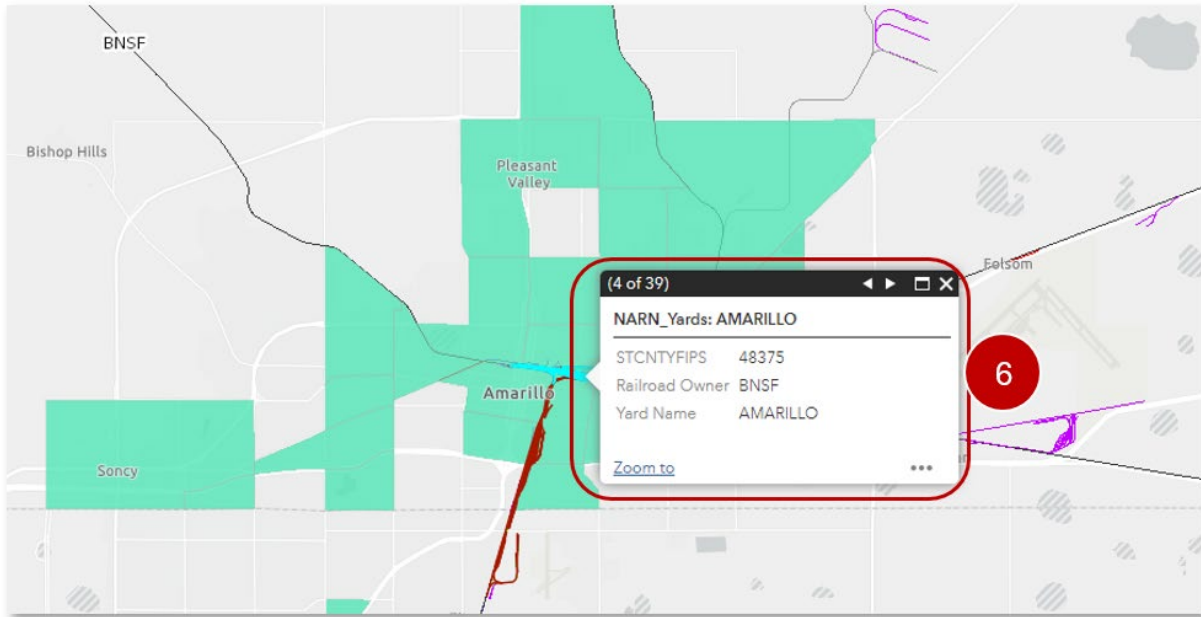 BNSF
Bishop Hills
Pleasant
Valley
Folsom
(4 of 39)
NARN_Yards: AMARILLO
STCNTYFIPS 48375
Railroad Owner BNSF
Yard Name AMARILLO
Zoom to
6
Amarillo
Soncy